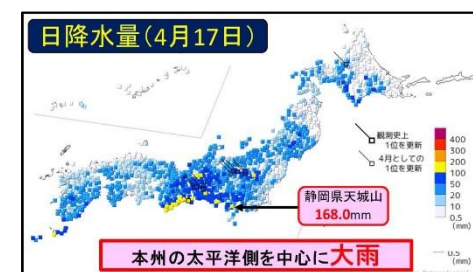 日降水量(4月17日)
観測史上
1位を更新
4月としての
1位を更新
400
300
200
100
50
20
10
0.5
(mm)
静岡県天城山
168.0mm
本州の太平洋側を中心に大雨
0.5
(mm)